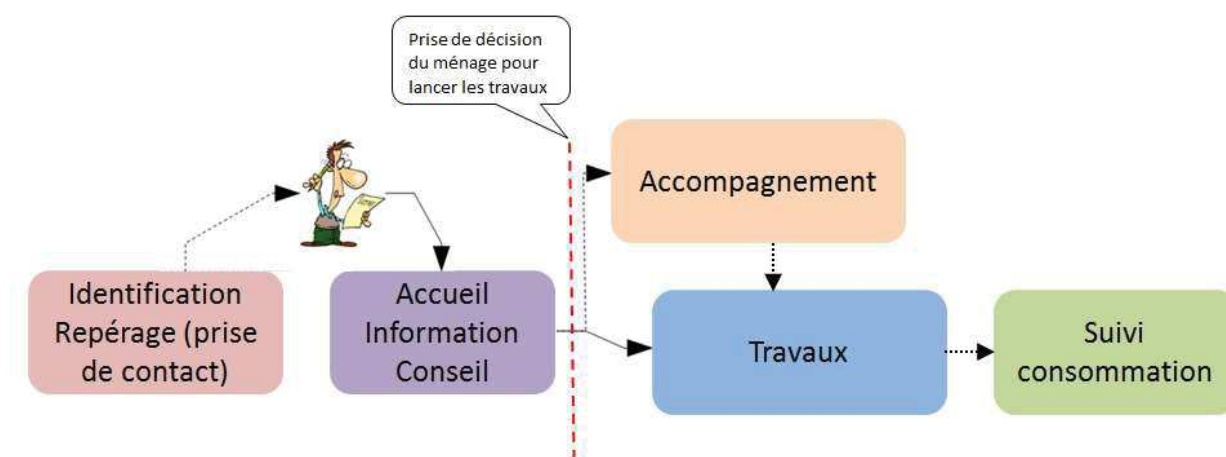 Prise de décision
du ménage pour
lancer les travaux
Accompagnement
Identification
Repérage (prise
de contact)
Accueil
Information
Conseil
Travaux
Suivi
consommation